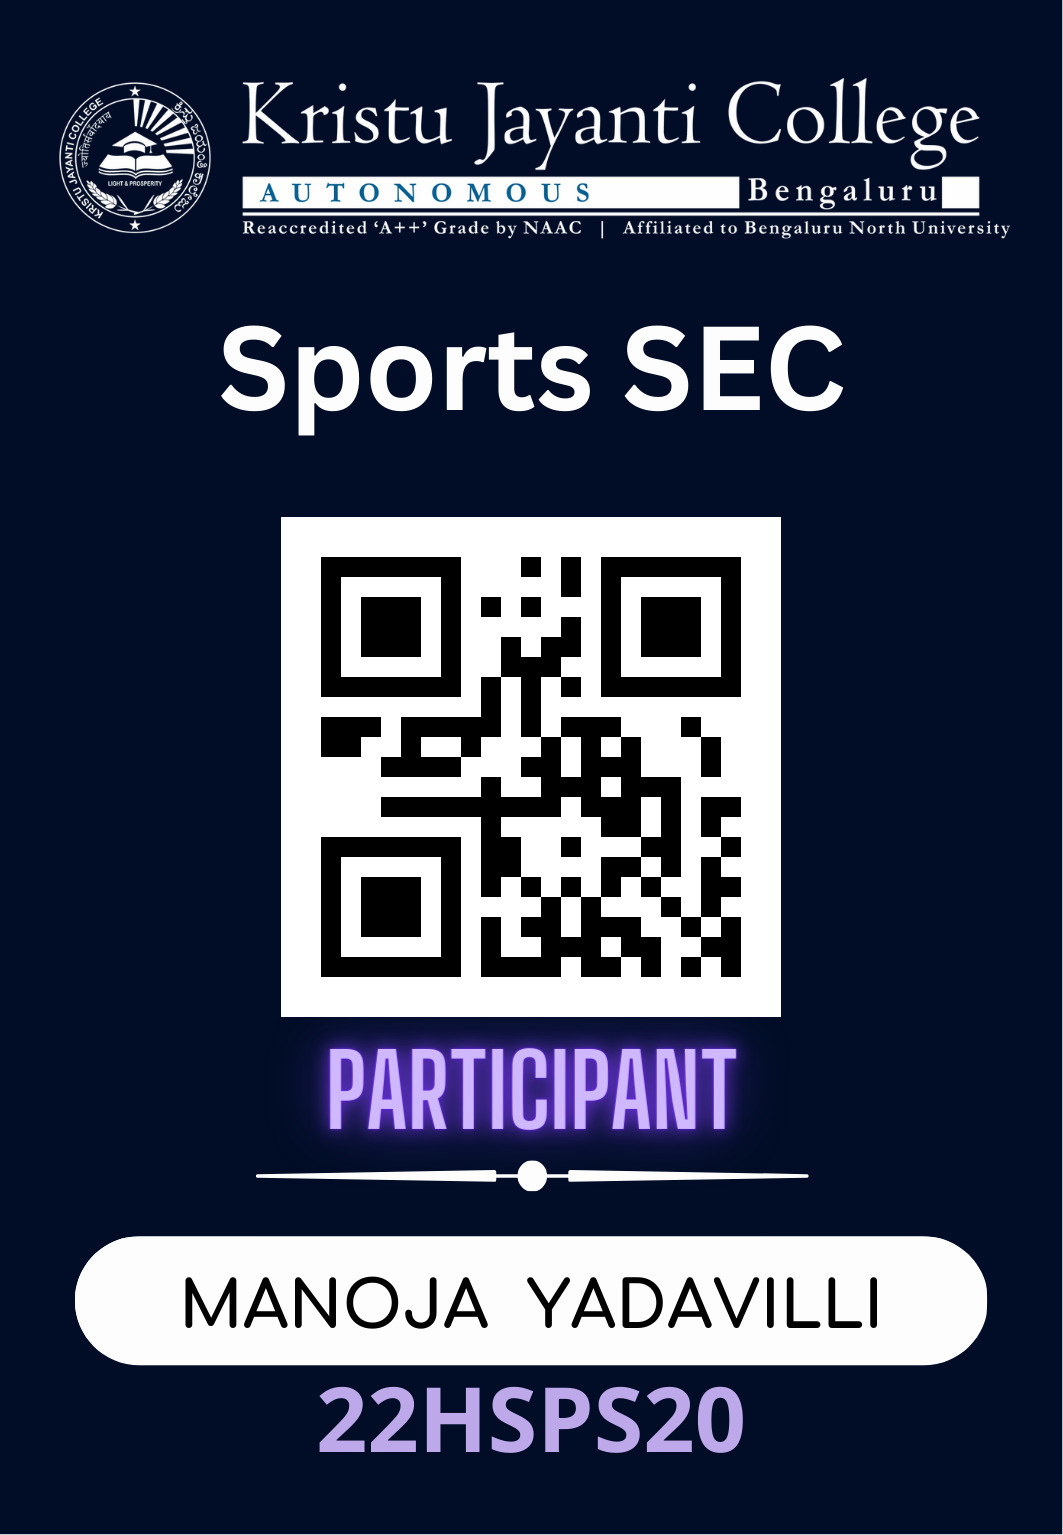 Kristu Jayanti College
AUTONOMOUS Bengaluru
Reaccredited ‘A++’ Grade by NAAC | Affiliated to Bengaluru North University
KRISTU JAYANTI COLLEGE
LIGHT & PROSPERITY
Sports SEC
PARTICIPANT
MANOJA YADAVILLI
22HSPS20